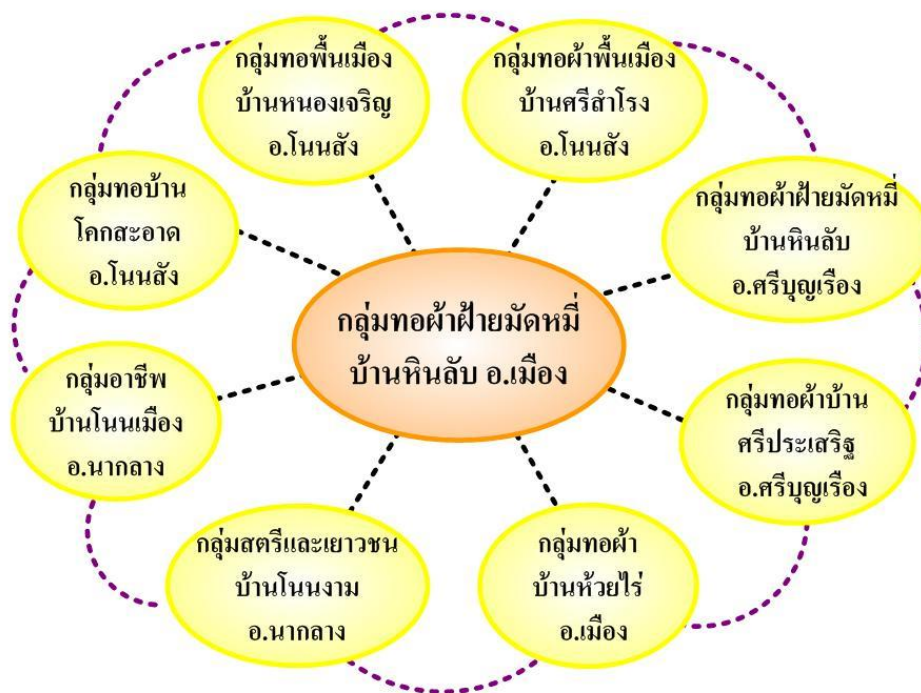 กลุ่มทอพื้นเมือง
บ้านหนองเจริญ
อ.โนนสัง
กลุ่มทอผ้าพื้นเมือง
บ้านศรีสำโรง
อ.โนนสัง
กลุ่มทอผ้าฝ้ายมัดหมี่
บ้านหินลับ
อ.ศรีบุญเรือง
กลุ่มทอผ้าบ้าน
ศรีประเสริฐ
อ.ศรีบุญเรือง
กลุ่มทอผ้า
บ้านห้วยไร่
อ.เมือง
กลุ่มสตรีและเยาวชน
บ้านโนนงาม
อ.นากลาง
กลุ่มอาชีพ
บ้านโนนเมือง
อ.นากลาง
กลุ่มทอบ้าน
โคกสะอาด
อ.โนนสัง
กลุ่มทอผ้าฝ้ายมัดหมี่
บ้านหินลับ อ.เมือง